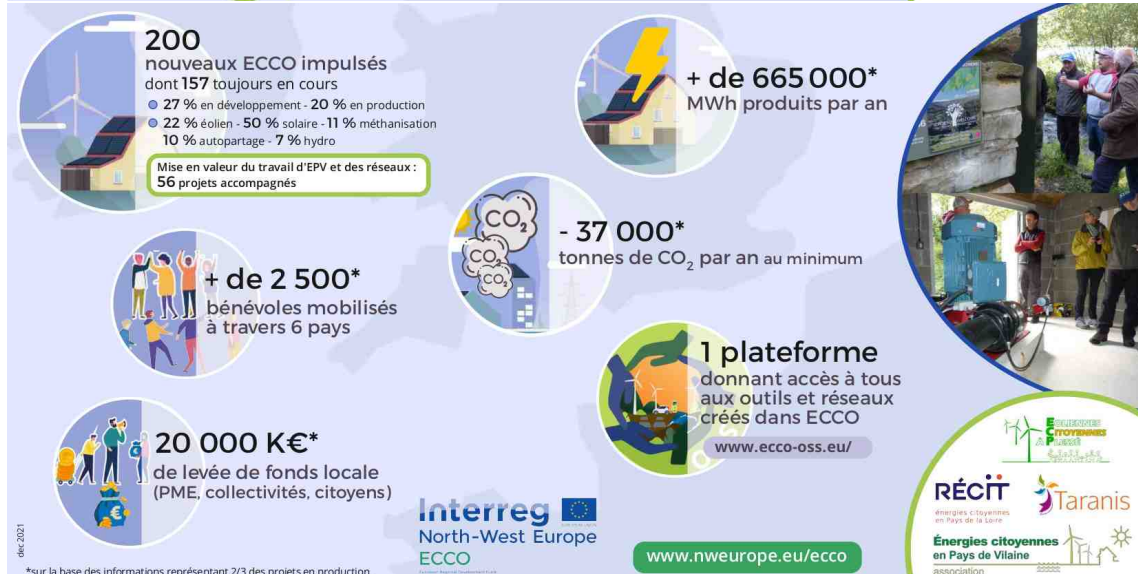 200
nouveaux ECCO impulsés
dont 157 toujours en cours
27 % en développement - 20 % en production
22 % éolien - 50 % solaire - 11 % méthanisation
10 % autopartage - 7 % hydro
Mise en valeur du travail d'EPV et des réseaux :
56 projets accompagnés
+ de 665 000*
MWh produits par an
CO2
CO2
CO2
- 37 000*
tonnes de CO2 par an au minimum
+ de 2 500*
bénévoles mobilisés
à travers 6 pays
1 plateforme
donnant accès à tous
aux outils et réseaux
créés dans ECCO
www.ecco-oss.eu/
20 000 K€*
de levée de fonds locale
(PME, collectivités, citoyens)
dec 2021
*sur la base des informations représentant 2/3 des projets en production
Interreg
North-West Europe
ECCO
www.nweurope.eu/ecco
EOLIENNES
CITOYENNES
À PLESSÉ
RÉCIT
énergies citoyennes
en Pays de la Loire
Taranis
Énergies citoyennes
en Pays de Vilaine
association